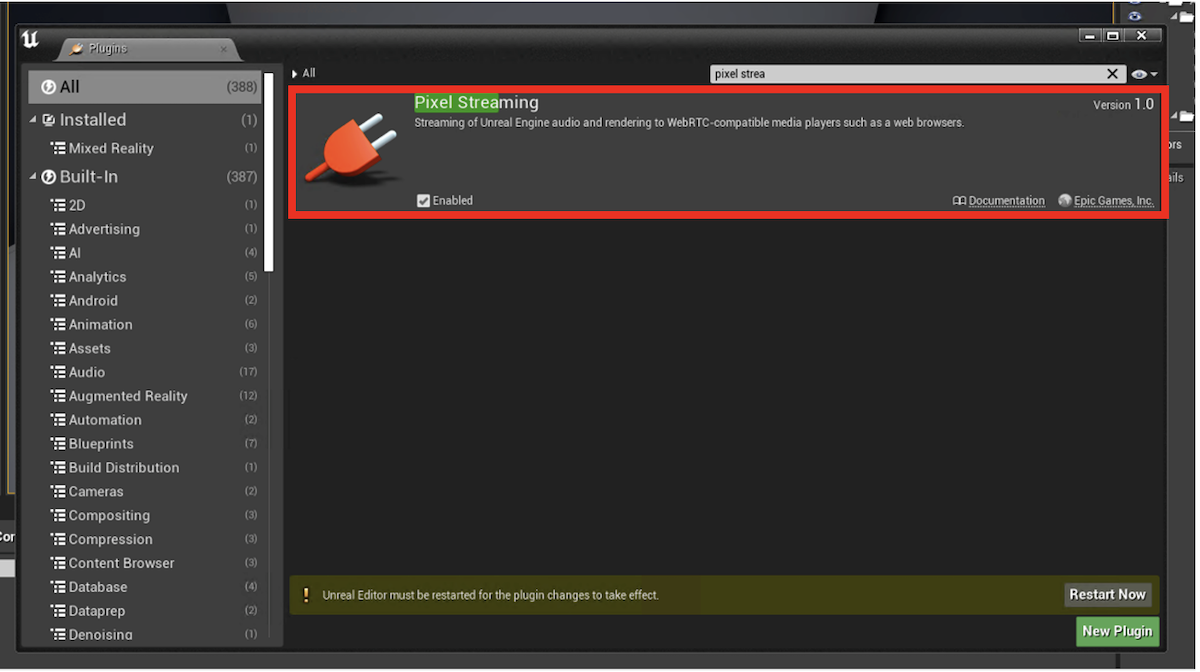 Plugins
All (388)
Installed (1)
Mixed Reality (1)
Built-In (387)
2D (1)
Advertising (1)
AI (4)
Analytics (5)
Android (2)
Animation (6)
Assets (3)
Audio (17)
Augmented Reality (12)
Automation (2)
Blueprints (7)
Build Distribution (1)
Cameras (2)
Compositing (3)
Compression (3)
Content Browser (3)
Database (4)
Dataprep (2)
Denoising (1)
All
pixel strea
Pixel Streaming
Version 1.0
Streaming of Unreal Engine audio and rendering to WebRTC-compatible media players such as a web browsers.
Enabled
Documentation
Epic Games, Inc.
Unreal Editor must be restarted for the plugin changes to take effect.
Restart Now
New Plugin